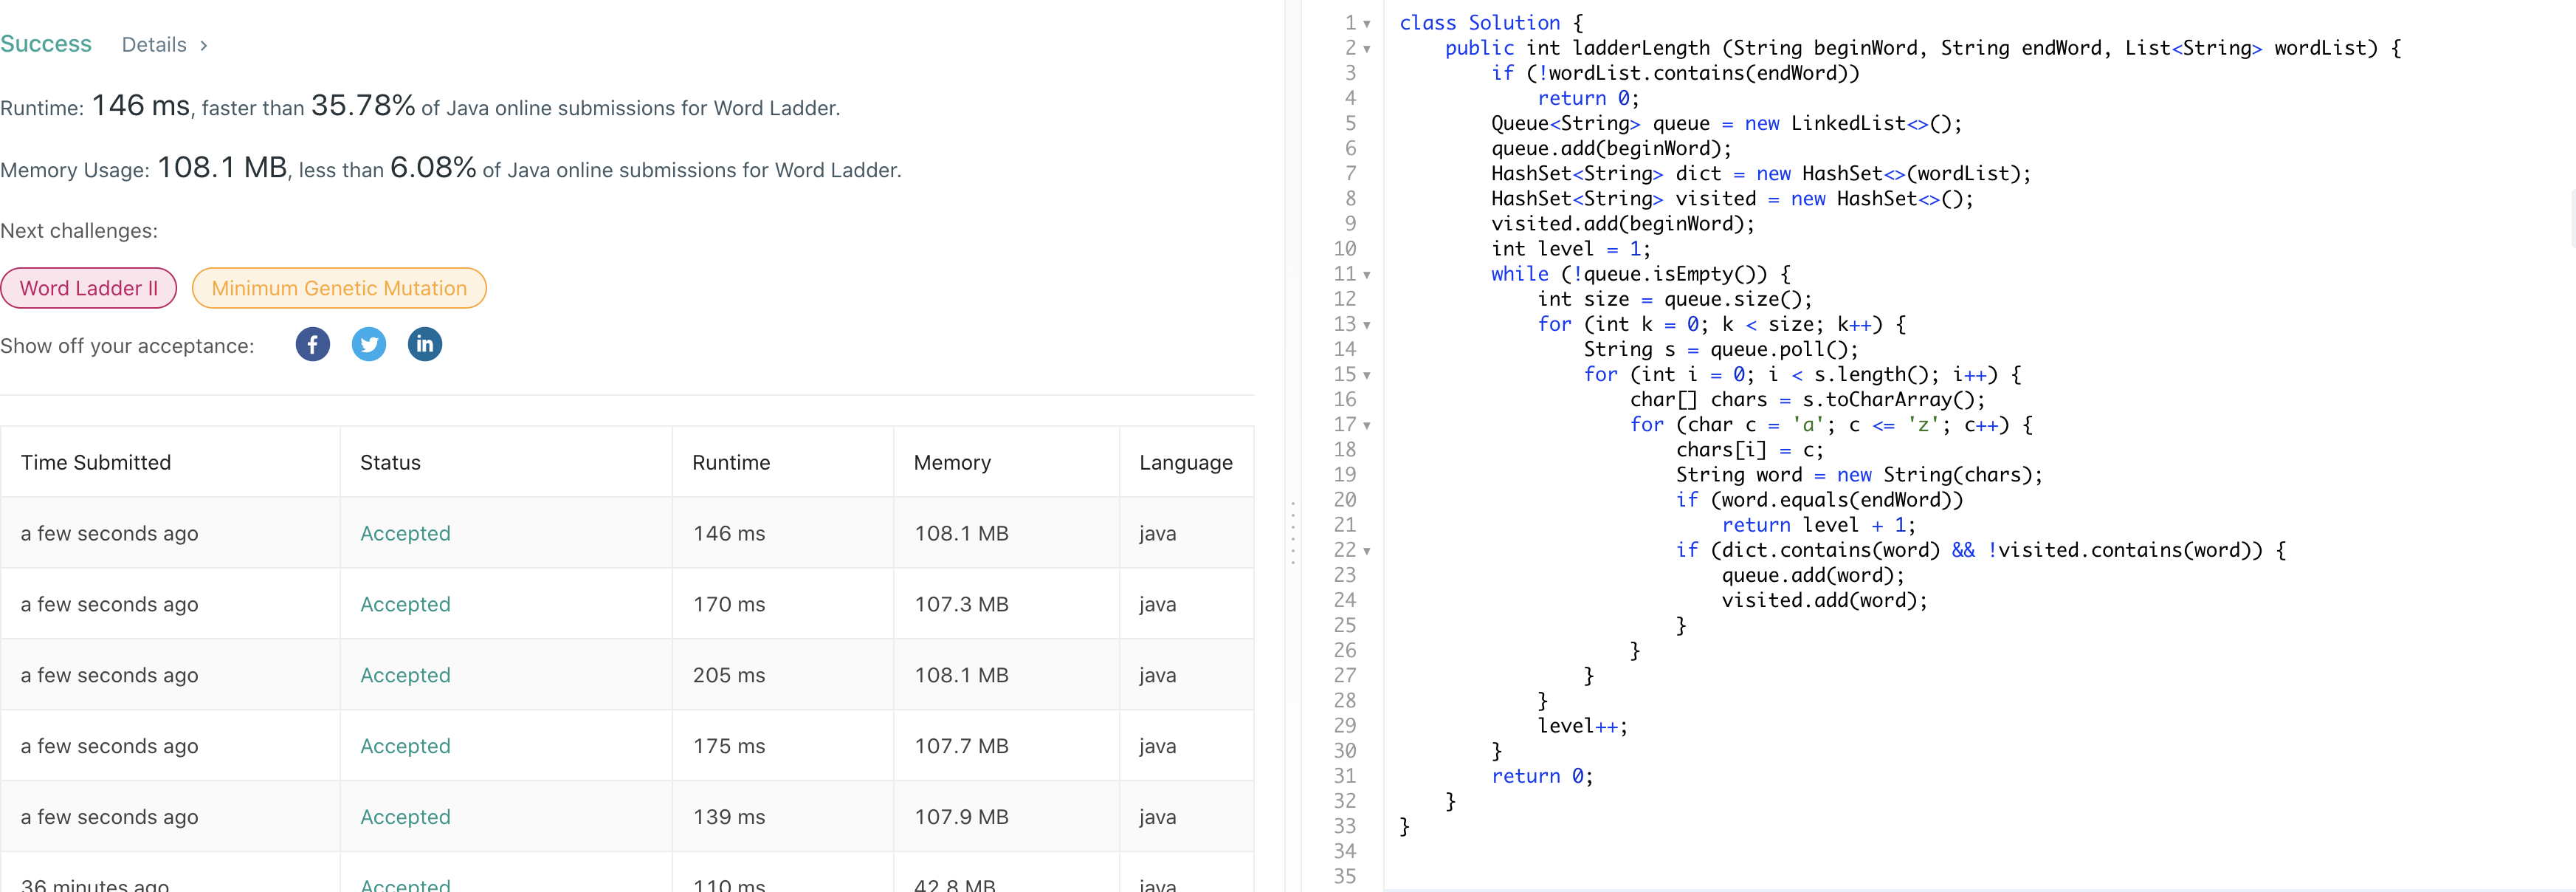 Success Details >
Runtime: 146 ms, faster than 35.78% of Java online submissions for Word Ladder.
Memory Usage: 108.1 MB, less than 6.08% of Java online submissions for Word Ladder.
Next challenges:
Word Ladder II Minimum Genetic Mutation
Show off your acceptance:
Time Submitted Status Runtime Memory Language
a few seconds ago Accepted 146 ms 108.1 MB java
a few seconds ago Accepted 170 ms 107.3 MB java
a few seconds ago Accepted 205 ms 108.1 MB java
a few seconds ago Accepted 175 ms 107.7 MB java
a few seconds ago Accepted 139 ms 107.9 MB java
36 minutes ago Accepted 110 ms 42.8 MB java
1 class Solution {
2 public int ladderLength (String beginWord, String endWord, List<String> wordList) {
3 if (!wordList.contains(endWord))
4 return 0;
5 Queue<String> queue = new LinkedList<>();
6 queue.add(beginWord);
7 HashSet<String> dict = new HashSet<>(wordList);
8 HashSet<String> visited = new HashSet<>();
9 visited.add(beginWord);
10 int level = 1;
11 while (!queue.isEmpty()) {
12 int size = queue.size();
13 for (int k = 0; k < size; k++) {
14 String s = queue.poll();
15 for (int i = 0; i < s.length(); i++) {
16 char[] chars = s.toCharArray();
17 for (char c = 'a'; c <= 'z'; c++) {
18 chars[i] = c;
19 String word = new String(chars);
20 if (word.equals(endWord))
21 return level + 1;
22 if (dict.contains(word) && !visited.contains(word)) {
23 queue.add(word);
24 visited.add(word);
25 }
26 }
27 }
28 }
29 level++;
30 }
31 return 0;
32 }
33 }
34
35